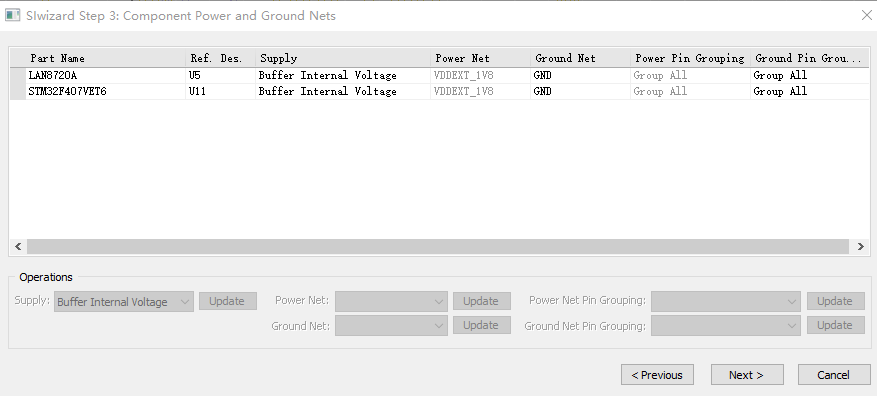 SIwizard Step 3: Component Power and Ground Nets
Part Name Ref. Des. Supply Power Net Ground Net Power Pin Grouping Ground Pin Grou...
LAN8720A U5 Buffer Internal Voltage VDDEXT_1V8 GND Group All Group All
STM32F407VET6 U11 Buffer Internal Voltage VDDEXT_1V8 GND Group All Group All
Operations
Supply: Buffer Internal Voltage Update Power Net: Update Power Net Pin Grouping: Update
Ground Net: Update Ground Net Pin Grouping: Update
< Previous Next > Cancel